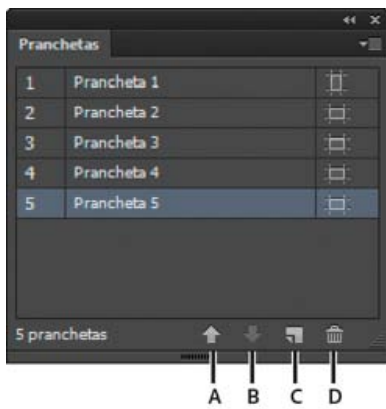 Pranchetas
1 Prancheta 1
2 Prancheta 2
3 Prancheta 3
4 Prancheta 4
5 Prancheta 5
5 pranchetas
A B C D